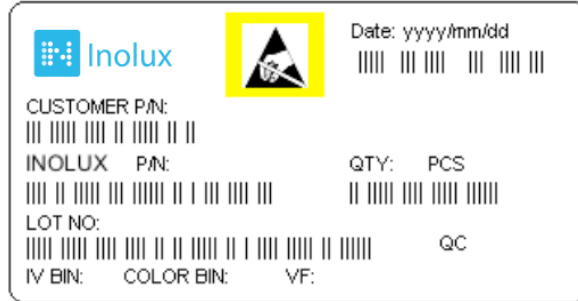 Inolux
Date: yyyy/mm/dd
CUSTOMER P/N:
INOLUX P/N: QTY: PCS
LOT NO:
QC
IV BIN: COLOR BIN: VF: